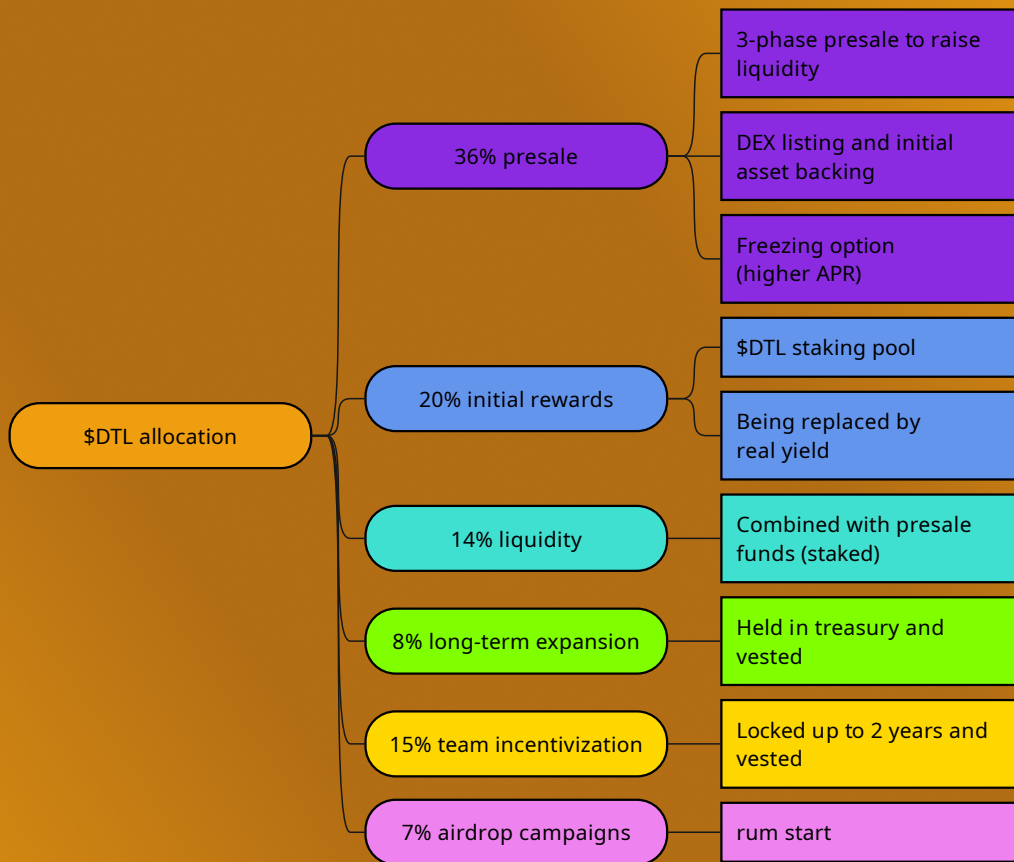 $DTL allocation
36% presale
3-phase presale to raise
liquidity
DEX listing and initial
asset backing
Freezing option
(higher APR)
20% initial rewards
$DTL staking pool
Being replaced by
real yield
14% liquidity
Combined with presale
funds (staked)
8% long-term expansion
Held in treasury and
vested
15% team incentivization
Locked up to 2 years and
vested
7% airdrop campaigns
rum start